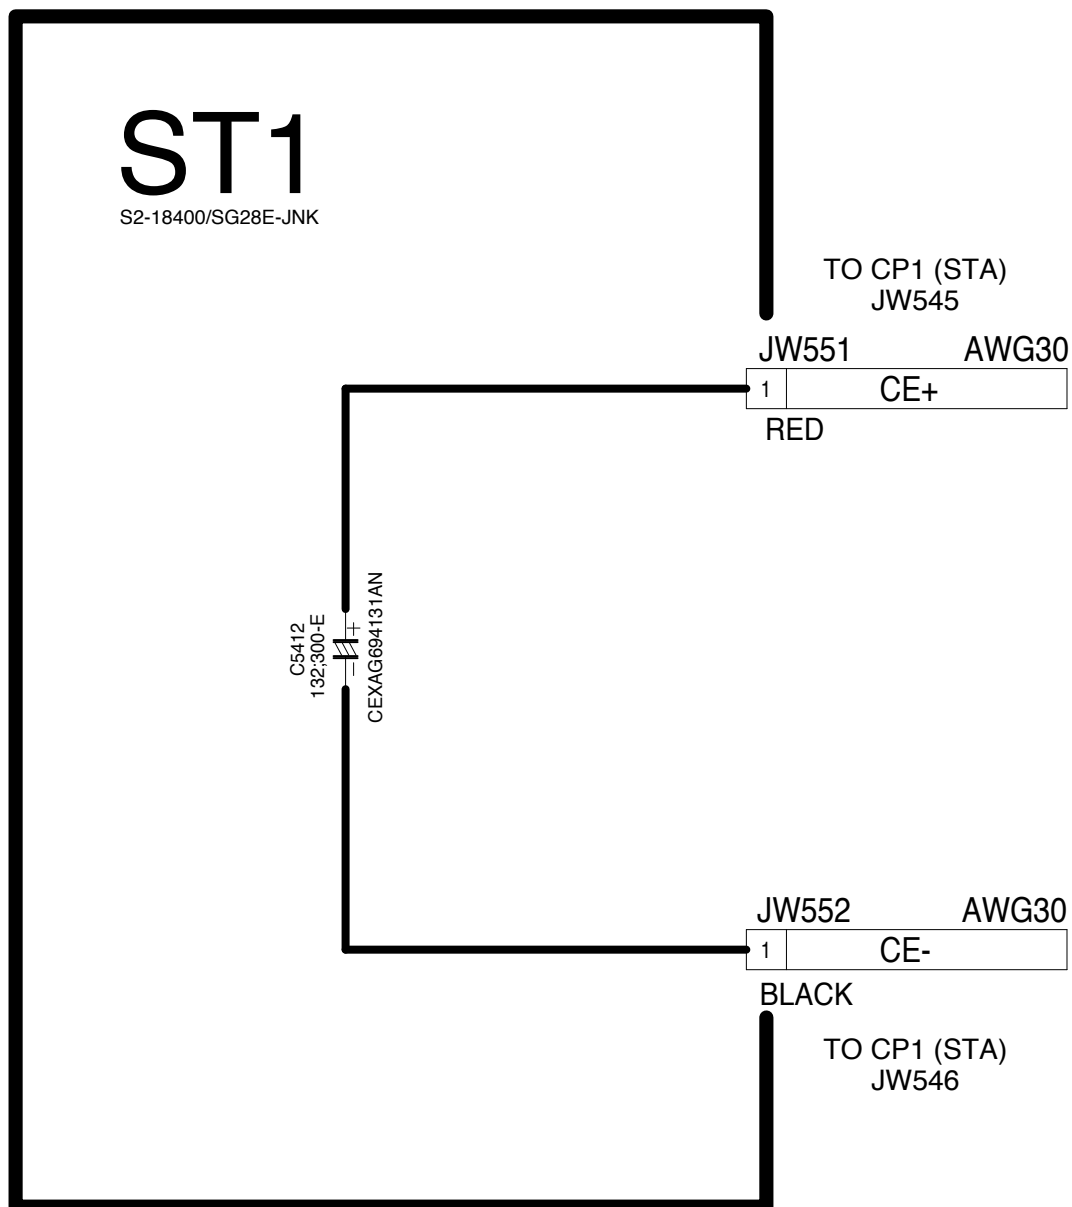 ST1
S2-18400/SG28E-JNK
TO CP1 (STA)
JW545
JW551 AWG30
1 CE+
RED
C5412
132;300-E
+
-
CEXAG694131AN
JW552 AWG30
1 CE-
BLACK
TO CP1 (STA)
JW546